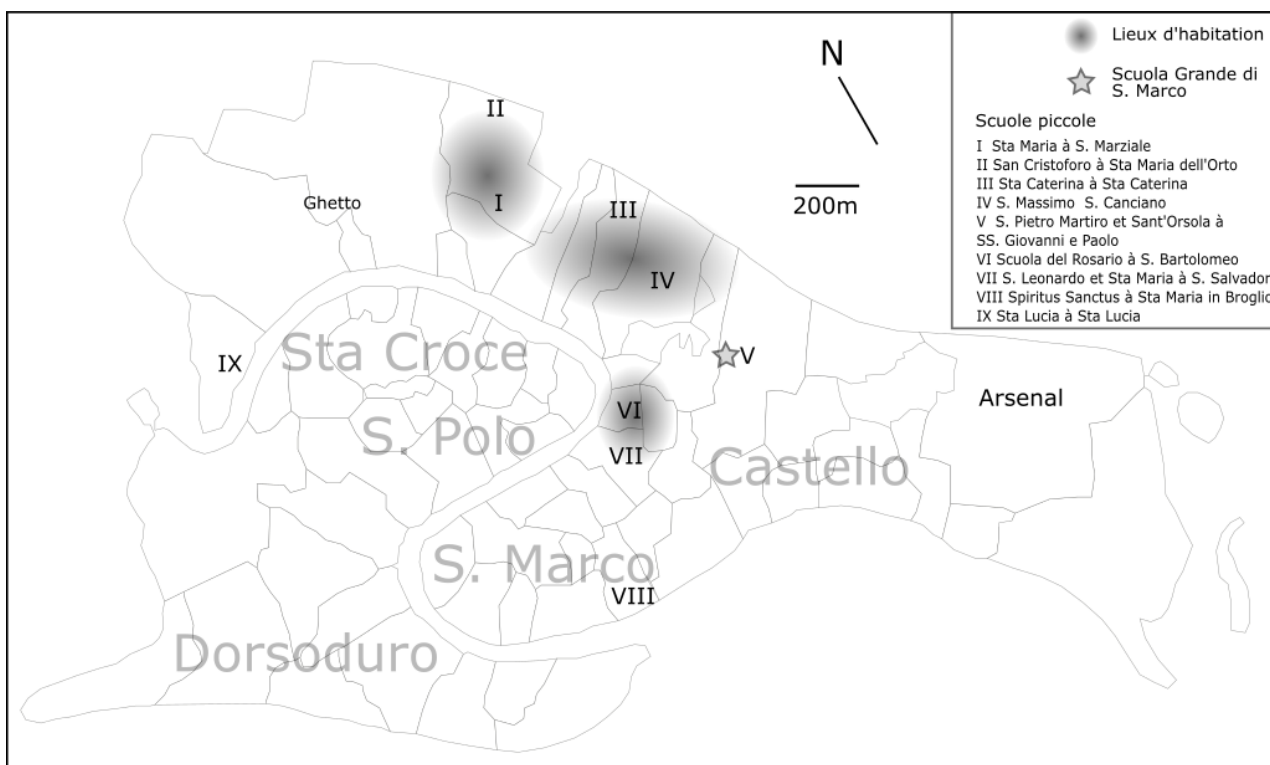 Lieux d'habitation
Scuola Grande di
S. Marco
Scuole piccole
I Sta Maria à S. Marziale
II San Cristoforo à Sta Maria dell'Orto
III Sta Caterina à Sta Caterina
IV S. Massimo S. Canciano
V S. Pietro Martiro et Sant'Orsola à
SS. Giovanni e Paolo
VI Scuola del Rosario à S. Bartolomeo
VII S. Leonardo et Sta Maria à S. Salvador
VIII Spiritus Sanctus à Sta Maria in Broglio
IX Sta Lucia à Sta Lucia
N
200m
II
I
Ghetto
III
IV
IX
Sta Croce
V
Arsenal
VI
S. Polo
VII
Castello
S. Marco
VIII
Dorsoduro